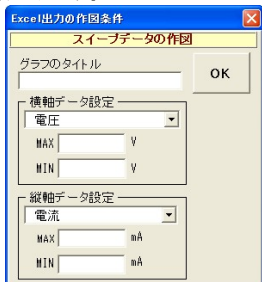 Excel出力の作図条件
スイープデータの作図
グラフのタイトル
OK
横軸データ設定
電圧
MAX V
MIN V
縦軸データ設定
電流
MAX mA
MIN mA